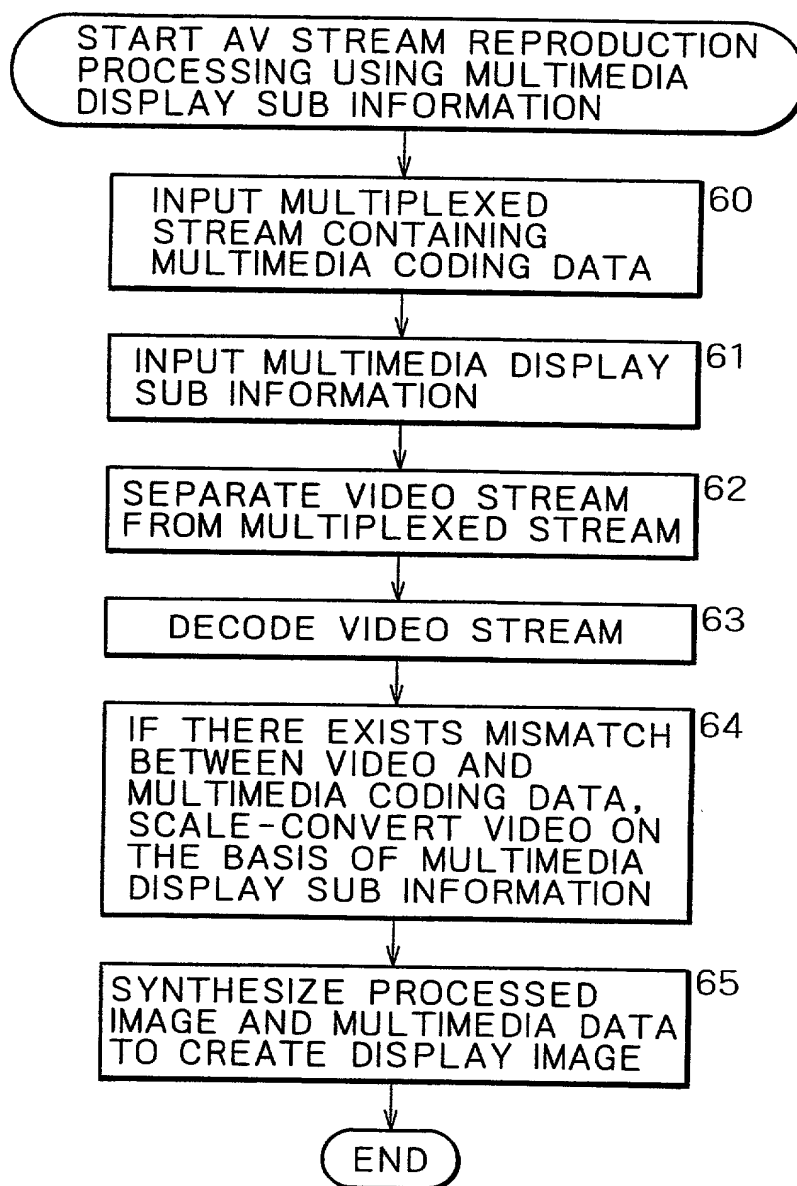 START AV STREAM REPRODUCTION
PROCESSING USING MULTIMEDIA
DISPLAY SUB INFORMATION
60
INPUT MULTIPLEXED
STREAM CONTAINING
MULTIMEDIA CODING DATA
61
INPUT MULTIMEDIA DISPLAY
SUB INFORMATION
62
SEPARATE VIDEO STREAM
FROM MULTIPLEXED STREAM
63
DECODE VIDEO STREAM
64
IF THERE EXISTS MISMATCH
BETWEEN VIDEO AND
MULTIMEDIA CODING DATA,
SCALE-CONVERT VIDEO ON
THE BASIS OF MULTIMEDIA
DISPLAY SUB INFORMATION
65
SYNTHESIZE PROCESSED
IMAGE AND MULTIMEDIA DATA
TO CREATE DISPLAY IMAGE
END